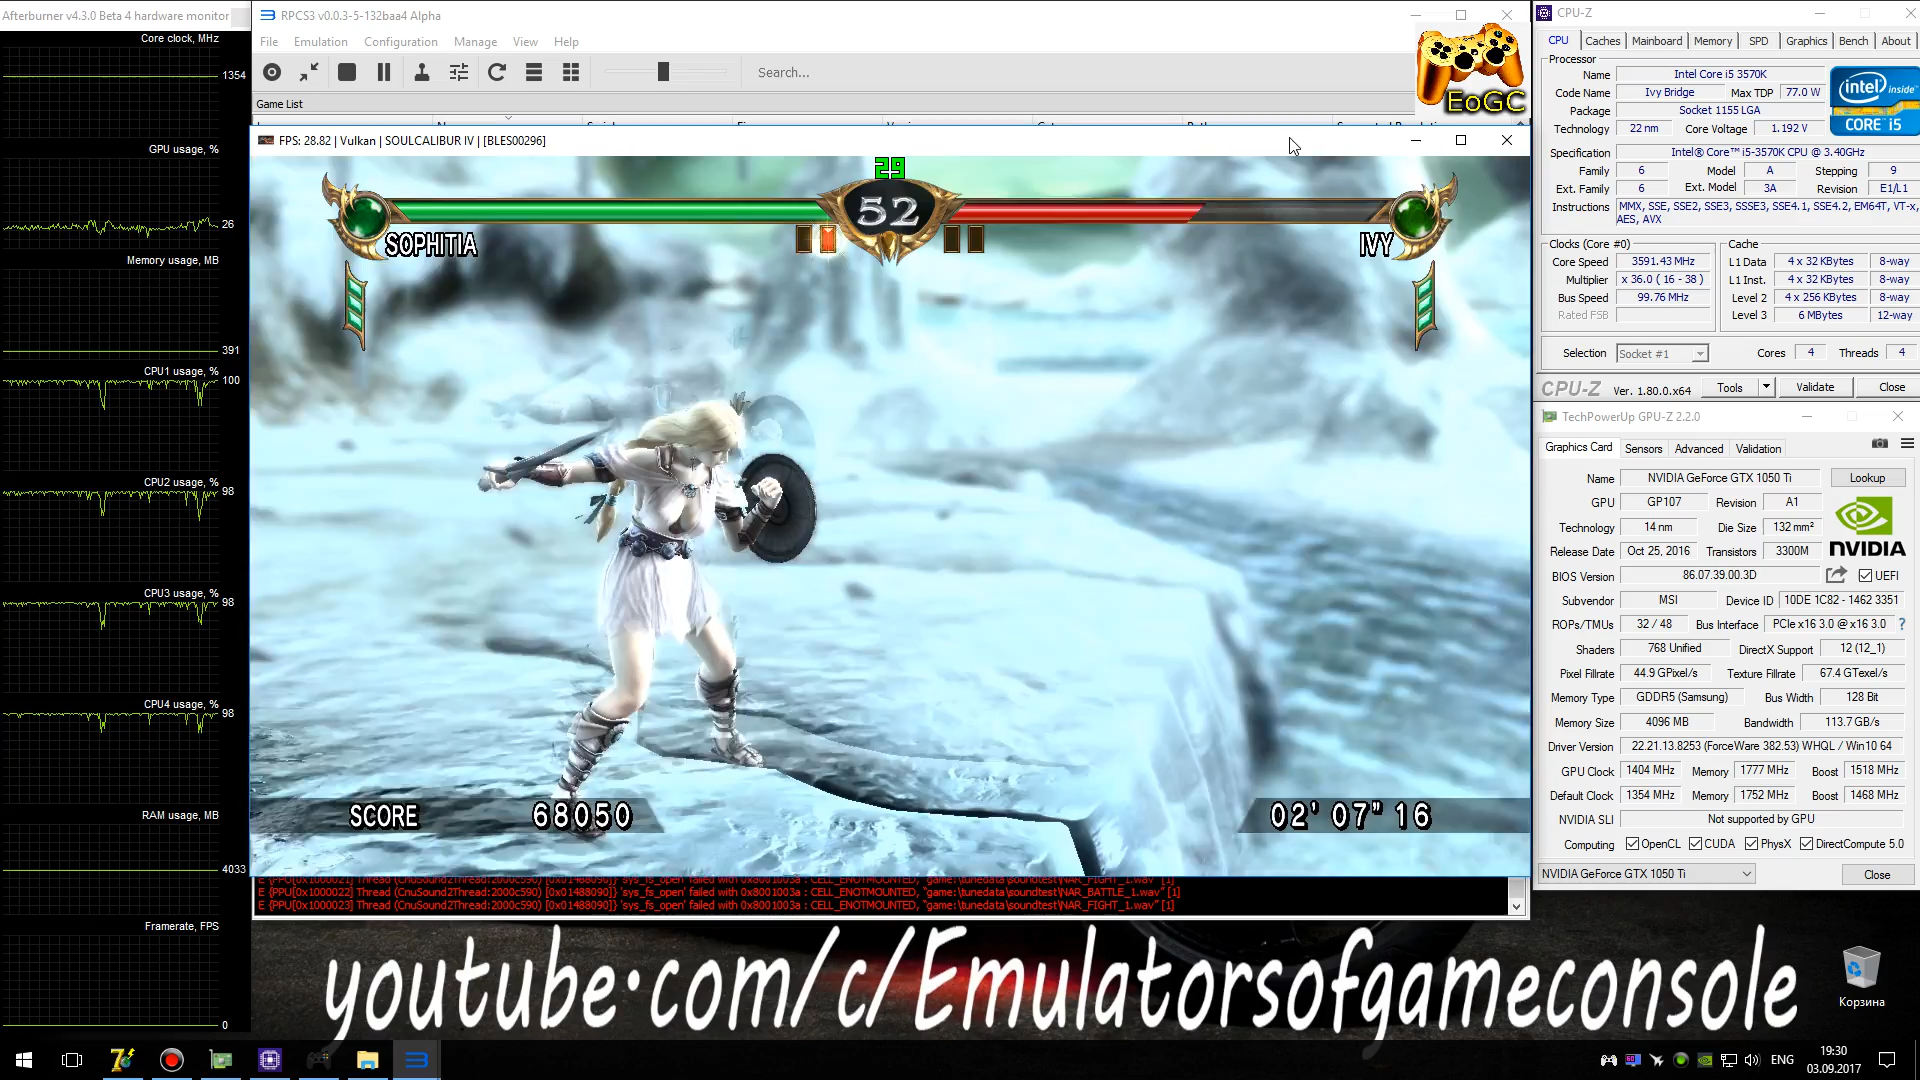 Afterburner v4.3.0 Beta 4 hardware monitor
Core clock, MHz
1354
GPU usage, %
26
Memory usage, MB
391
CPU1 usage, %
100
CPU2 usage, %
98
CPU3 usage, %
98
CPU4 usage, %
98
RAM usage, MB
4033
Framerate, FPS
0
RPCS3 v0.0.3-5-132baa4 Alpha
File Emulation Configuration Manage View Help
Search...
EoGC
Game List
FPS: 28.82 | Vulkan | SOULCALIBUR IV | [BLES00296]
29
52
SOPHITIA
IVY
SCORE 68050
02' 07" 16
E {PPU[0x1000022] Thread (CnuSound2Thread:2000c590) [0x01488090]} 'sys_fs_open' failed with 0x8001003a : CELL_ENOTMOUNTED, "game:\tunedata\soundtest\NAR_BATTLE_1.wav" [1]
E {PPU[0x1000023] Thread (CnuSound2Thread:2000c590) [0x01488090]} 'sys_fs_open' failed with 0x8001003a : CELL_ENOTMOUNTED, "game:\tunedata\soundtest\NAR_FIGHT_1.wav" [1]
CPU-Z
CPU Caches Mainboard Memory SPD Graphics Bench About
Processor
Name Intel Core i5 3570K
Code Name Ivy Bridge Max TDP 77.0 W
Package Socket 1155 LGA
Technology 22 nm Core Voltage 1.192 V
intel inside
CORE i5
Specification Intel® Core™ i5-3570K CPU @ 3.40GHz
Family 6 Model A Stepping 9
Ext. Family 6 Ext. Model 3A Revision E1/L1
Instructions MMX, SSE, SSE2, SSE3, SSSE3, SSE4.1, SSE4.2, EM64T, VT-x,
AES, AVX
Clocks (Core #0) Cache
Core Speed 3591.43 MHz L1 Data 4 x 32 KBytes 8-way
Multiplier x 36.0 ( 16 - 38 ) L1 Inst. 4 x 32 KBytes 8-way
Bus Speed 99.76 MHz Level 2 4 x 256 KBytes 8-way
Rated FSB Level 3 6 MBytes 12-way
Selection Socket #1 Cores 4 Threads 4
CPU-Z Ver. 1.80.0.x64 Tools Validate Close
TechPowerUp GPU-Z 2.2.0
Graphics Card Sensors Advanced Validation
Name NVIDIA GeForce GTX 1050 Ti Lookup
GPU GP107 Revision A1
Technology 14 nm Die Size 132 mm²
Release Date Oct 25, 2016 Transistors 3300M
NVIDIA
BIOS Version 86.07.39.00.3D UEFI
Subvendor MSI Device ID 10DE 1C82 - 1462 3351
ROPs/TMUs 32 / 48 Bus Interface PCIe x16 3.0 @ x16 3.0 ?
Shaders 768 Unified DirectX Support 12 (12_1)
Pixel Fillrate 44.9 GPixel/s Texture Fillrate 67.4 GTexel/s
Memory Type GDDR5 (Samsung) Bus Width 128 Bit
Memory Size 4096 MB Bandwidth 113.7 GB/s
Driver Version 22.21.13.8253 (ForceWare 382.53) WHQL / Win10 64
GPU Clock 1404 MHz Memory 1777 MHz Boost 1518 MHz
Default Clock 1354 MHz Memory 1752 MHz Boost 1468 MHz
NVIDIA SLI Not supported by GPU
Computing OpenCL CUDA PhysX DirectCompute 5.0
NVIDIA GeForce GTX 1050 Ti Close
youtube.com/c/Emulatorsofgameconsole
Корзина
ENG
19:30
03.09.2017